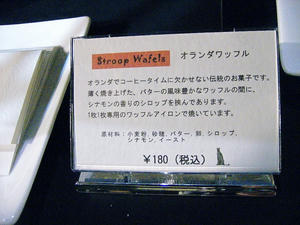 Stroop Wafels オランダワッフル
オランダでコーヒータイムに欠かせない伝統のお菓子です。
薄く焼き上げた、バターの風味豊かなワッフルの間に、
シナモンの香りのシロップを挟んであります。
1枚1枚専用のワッフルアイロンで焼いています。
原材料：小麦粉, 砂糖, バター, 卵, シロップ,
シナモン, イースト
￥180（税込）